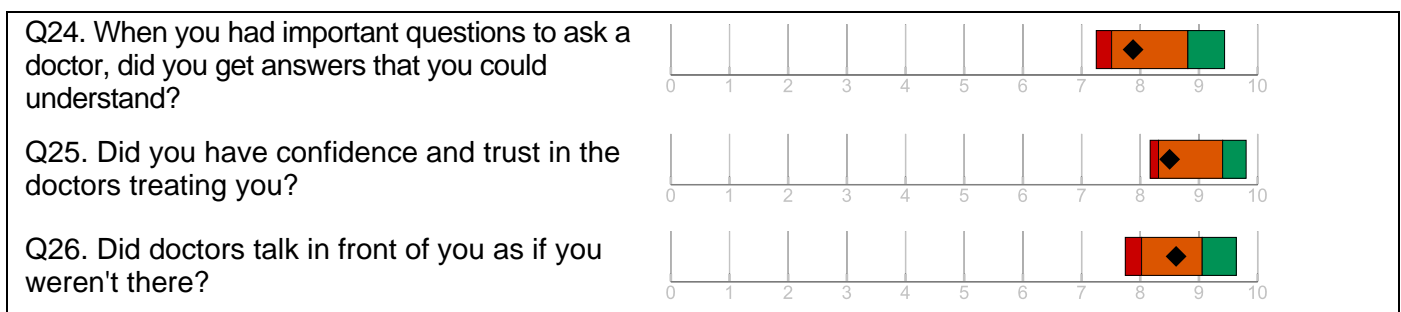 Q24. When you had important questions to ask a
doctor, did you get answers that you could
understand?
0 1 2 3 4 5 6 7 8 9 10
Q25. Did you have confidence and trust in the
doctors treating you?
0 1 2 3 4 5 6 7 8 9 10
Q26. Did doctors talk in front of you as if you
weren't there?
0 1 2 3 4 5 6 7 8 9 10